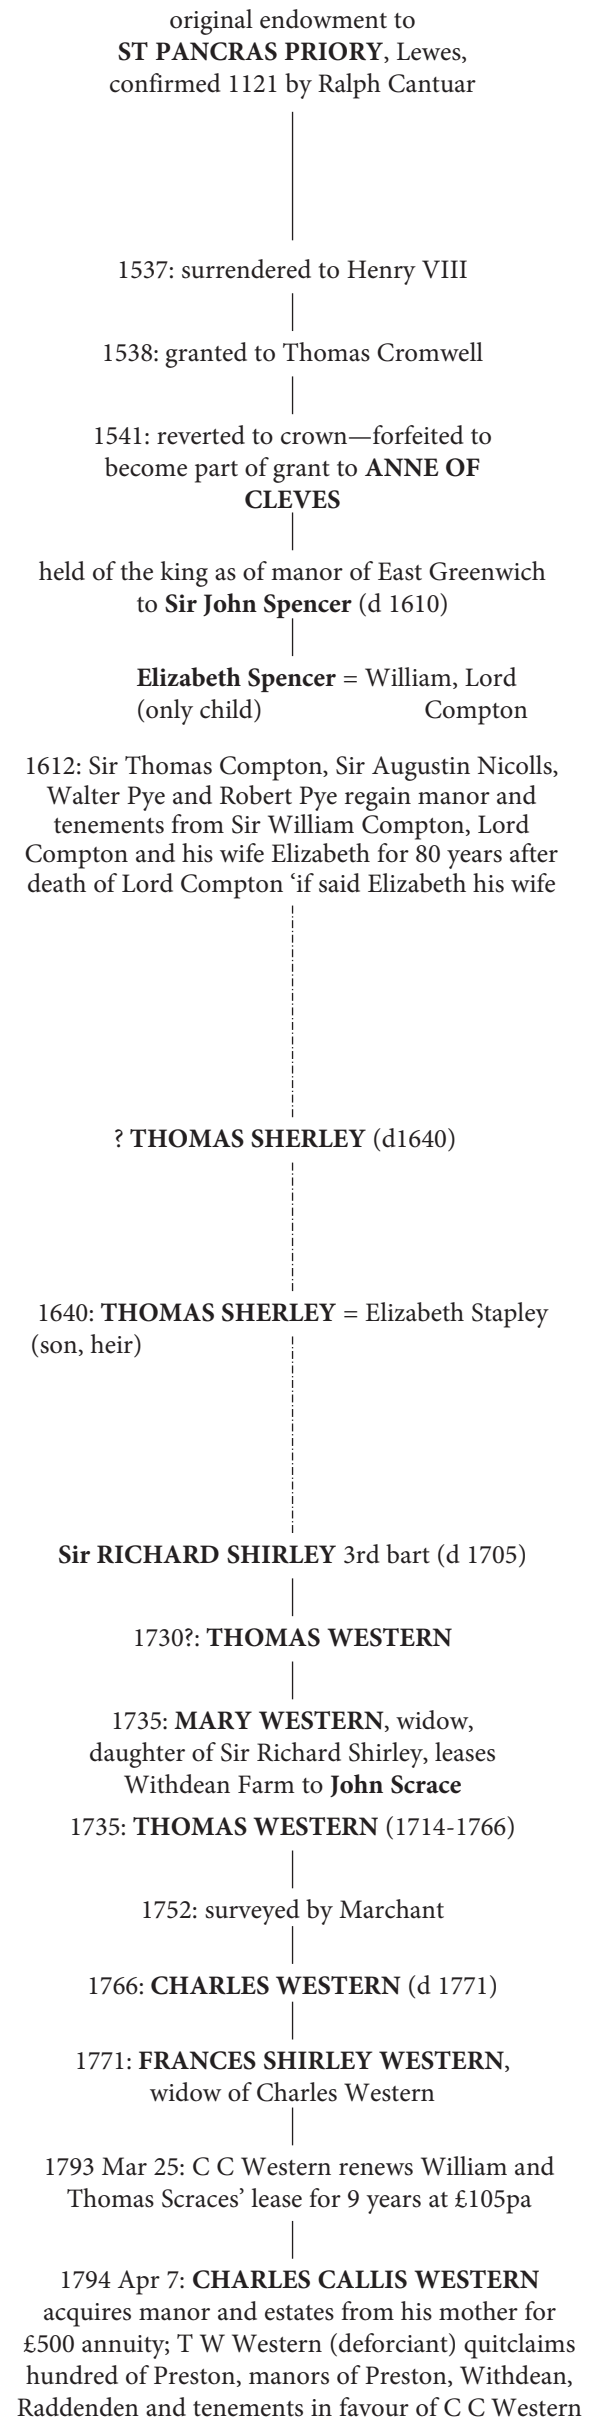 original endowment to
ST PANCRAS PRIORY, Lewes,
confirmed 1121 by Ralph Cantuar
1537: surrendered to Henry VIII
1538: granted to Thomas Cromwell
1541: reverted to crown—forfeited to
become part of grant to ANNE OF
CLEVES
held of the king as of manor of East Greenwich
to Sir John Spencer (d 1610)
Elizabeth Spencer = William, Lord
(only child) Compton
1612: Sir Thomas Compton, Sir Augustin Nicolls,
Walter Pye and Robert Pye regain manor and
tenements from Sir William Compton, Lord
Compton and his wife Elizabeth for 80 years after
death of Lord Compton ‘if said Elizabeth his wife
? THOMAS SHERLEY (d1640)
1640: THOMAS SHERLEY = Elizabeth Stapley
(son, heir)
Sir RICHARD SHIRLEY 3rd bart (d 1705)
1730?: THOMAS WESTERN
1735: MARY WESTERN, widow,
daughter of Sir Richard Shirley, leases
Withdean Farm to John Scrace
1735: THOMAS WESTERN (1714-1766)
1752: surveyed by Marchant
1766: CHARLES WESTERN (d 1771)
1771: FRANCES SHIRLEY WESTERN,
widow of Charles Western
1793 Mar 25: C C Western renews William and
Thomas Scraces’ lease for 9 years at £105pa
1794 Apr 7: CHARLES CALLIS WESTERN
acquires manor and estates from his mother for
£500 annuity; T W Western (deforciant) quitclaims
hundred of Preston, manors of Preston, Withdean,
Raddenden and tenements in favour of C C Western